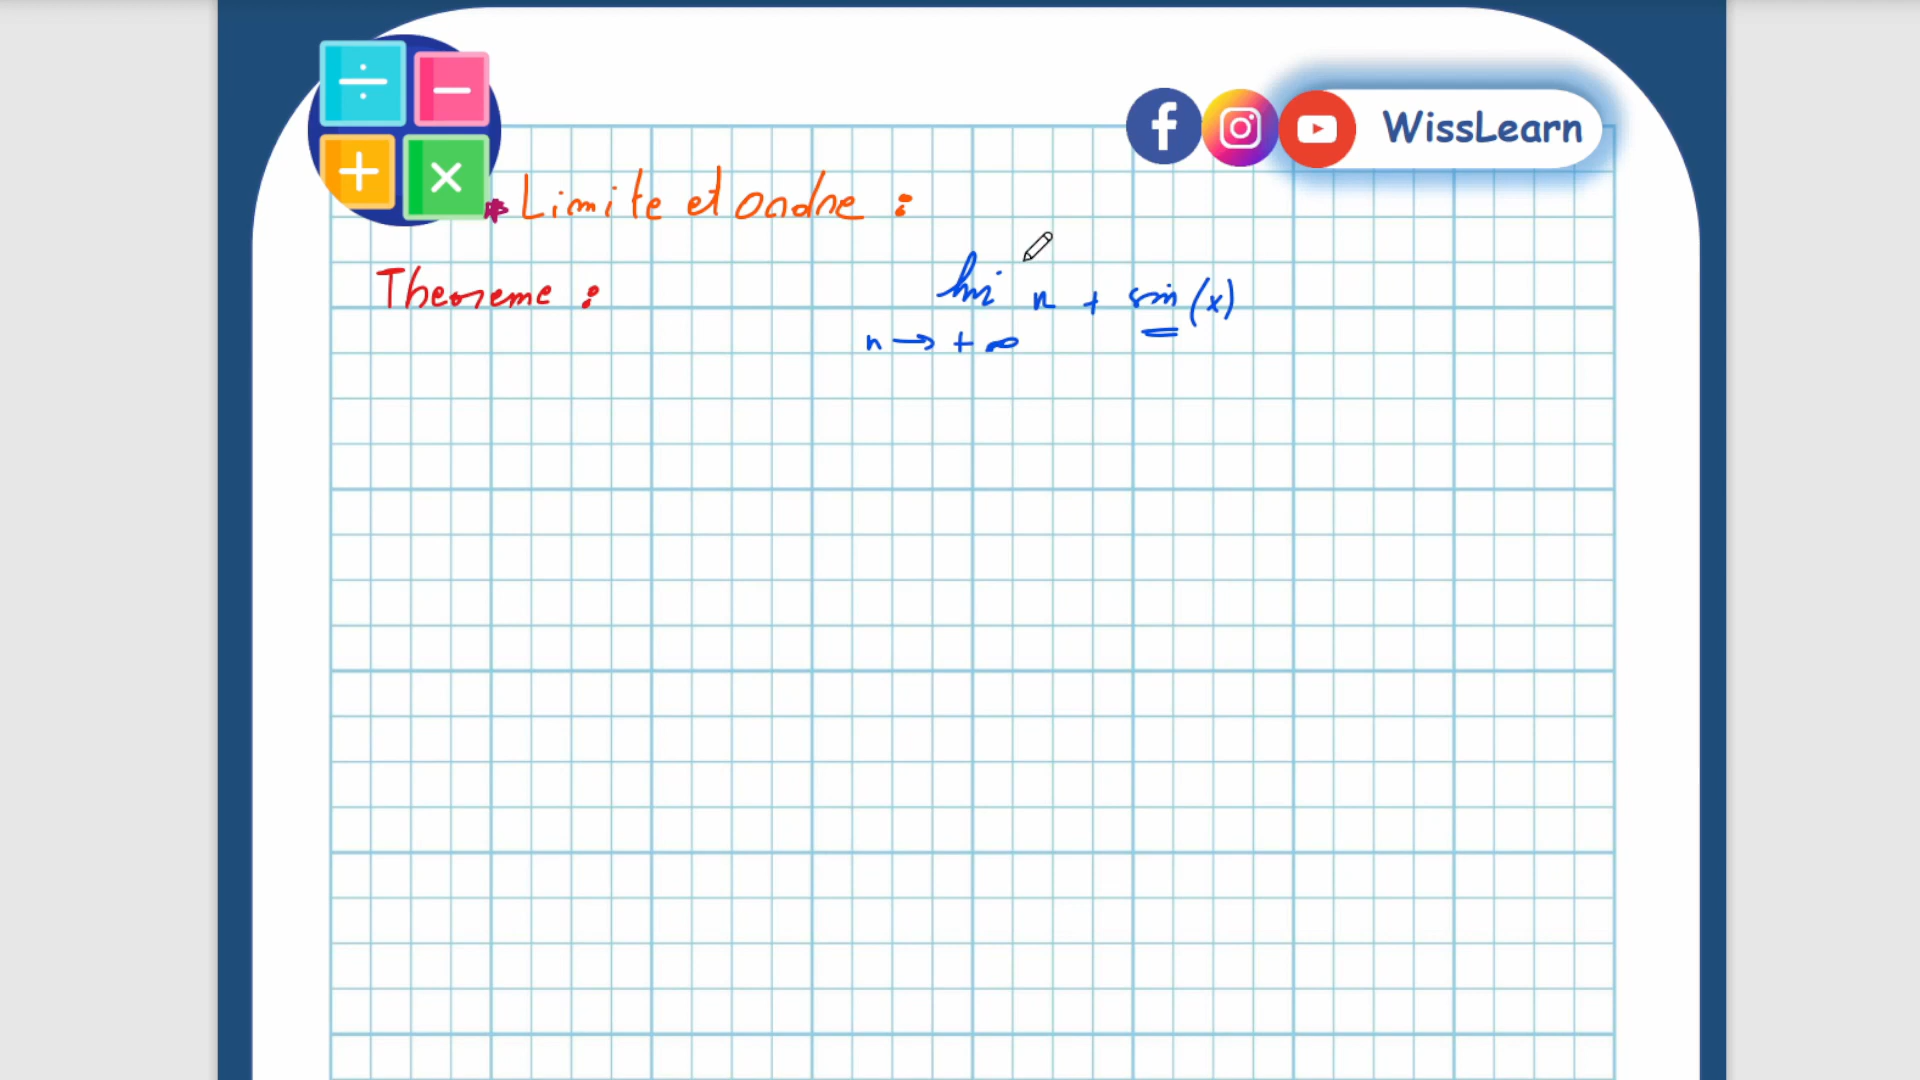 WissLearn
* Limite et ordre :
Theoreme :
lim n + sin (x)
n → + ∞